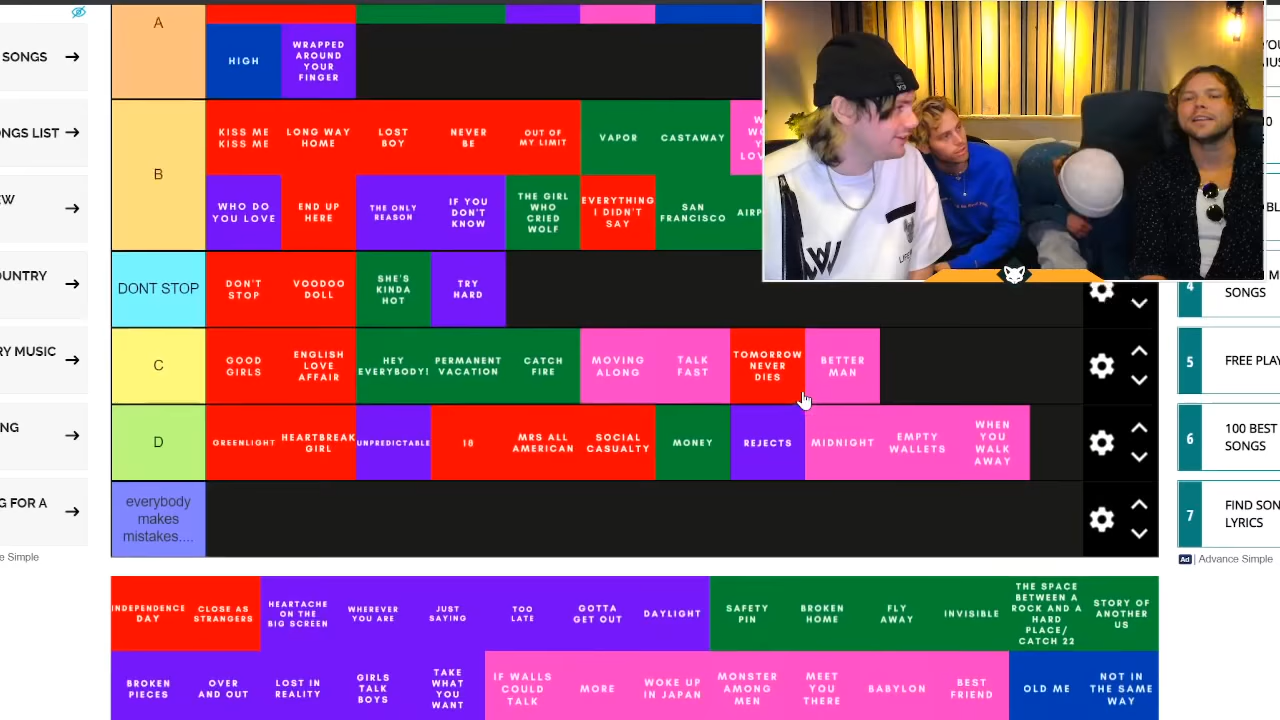 A
HIGH
WRAPPED
AROUND
YOUR
FINGER
B
KISS ME
KISS ME
LONG WAY
HOME
LOST
BOY
NEVER
BE
OUT OF
MY LIMIT
VAPOR
CASTAWAY
WHO DO
YOU LOVE
END UP
HERE
THE ONLY
REASON
IF YOU
DON'T
KNOW
THE GIRL
WHO
CRIED
WOLF
EVERYTHING
I DIDN'T
SAY
SAN
FRANCISCO
DONT STOP
DON'T
STOP
VOODOO
DOLL
SHE'S
KINDA
HOT
TRY
HARD
C
GOOD
GIRLS
ENGLISH
LOVE
AFFAIR
HEY
EVERYBODY!
PERMANENT
VACATION
CATCH
FIRE
MOVING
ALONG
TALK
FAST
TOMORROW
NEVER
DIES
BETTER
MAN
D
GREENLIGHT
HEARTBREAK
GIRL
UNPREDICTABLE
18
MRS ALL
AMERICAN
SOCIAL
CASUALTY
MONEY
REJECTS
MIDNIGHT
EMPTY
WALLETS
WHEN
YOU
WALK
AWAY
everybody
makes
mistakes....
INDEPENDENCE
DAY
CLOSE AS
STRANGERS
HEARTACHE
ON THE
BIG SCREEN
WHEREVER
YOU ARE
JUST
SAYING
TOO
LATE
GOTTA
GET OUT
DAYLIGHT
SAFETY
PIN
BROKEN
HOME
FLY
AWAY
INVISIBLE
THE SPACE
BETWEEN A
ROCK AND A
HARD
PLACE/
CATCH 22
STORY OF
ANOTHER
US
BROKEN
PIECES
OVER
AND OUT
LOST IN
REALITY
GIRLS
TALK
BOYS
TAKE
WHAT
YOU
WANT
IF WALLS
COULD
TALK
MORE
WOKE UP
IN JAPAN
MONSTER
AMONG
MEN
MEET
YOU
THERE
BABYLON
BEST
FRIEND
OLD ME
NOT IN
THE SAME
WAY
SONGS
LIST
MUSIC
FOR A
Simple
4
SONGS
5
FREE
6
100 BEST
SONGS
7
FIND
LYRICS
Ad | Advance Simple